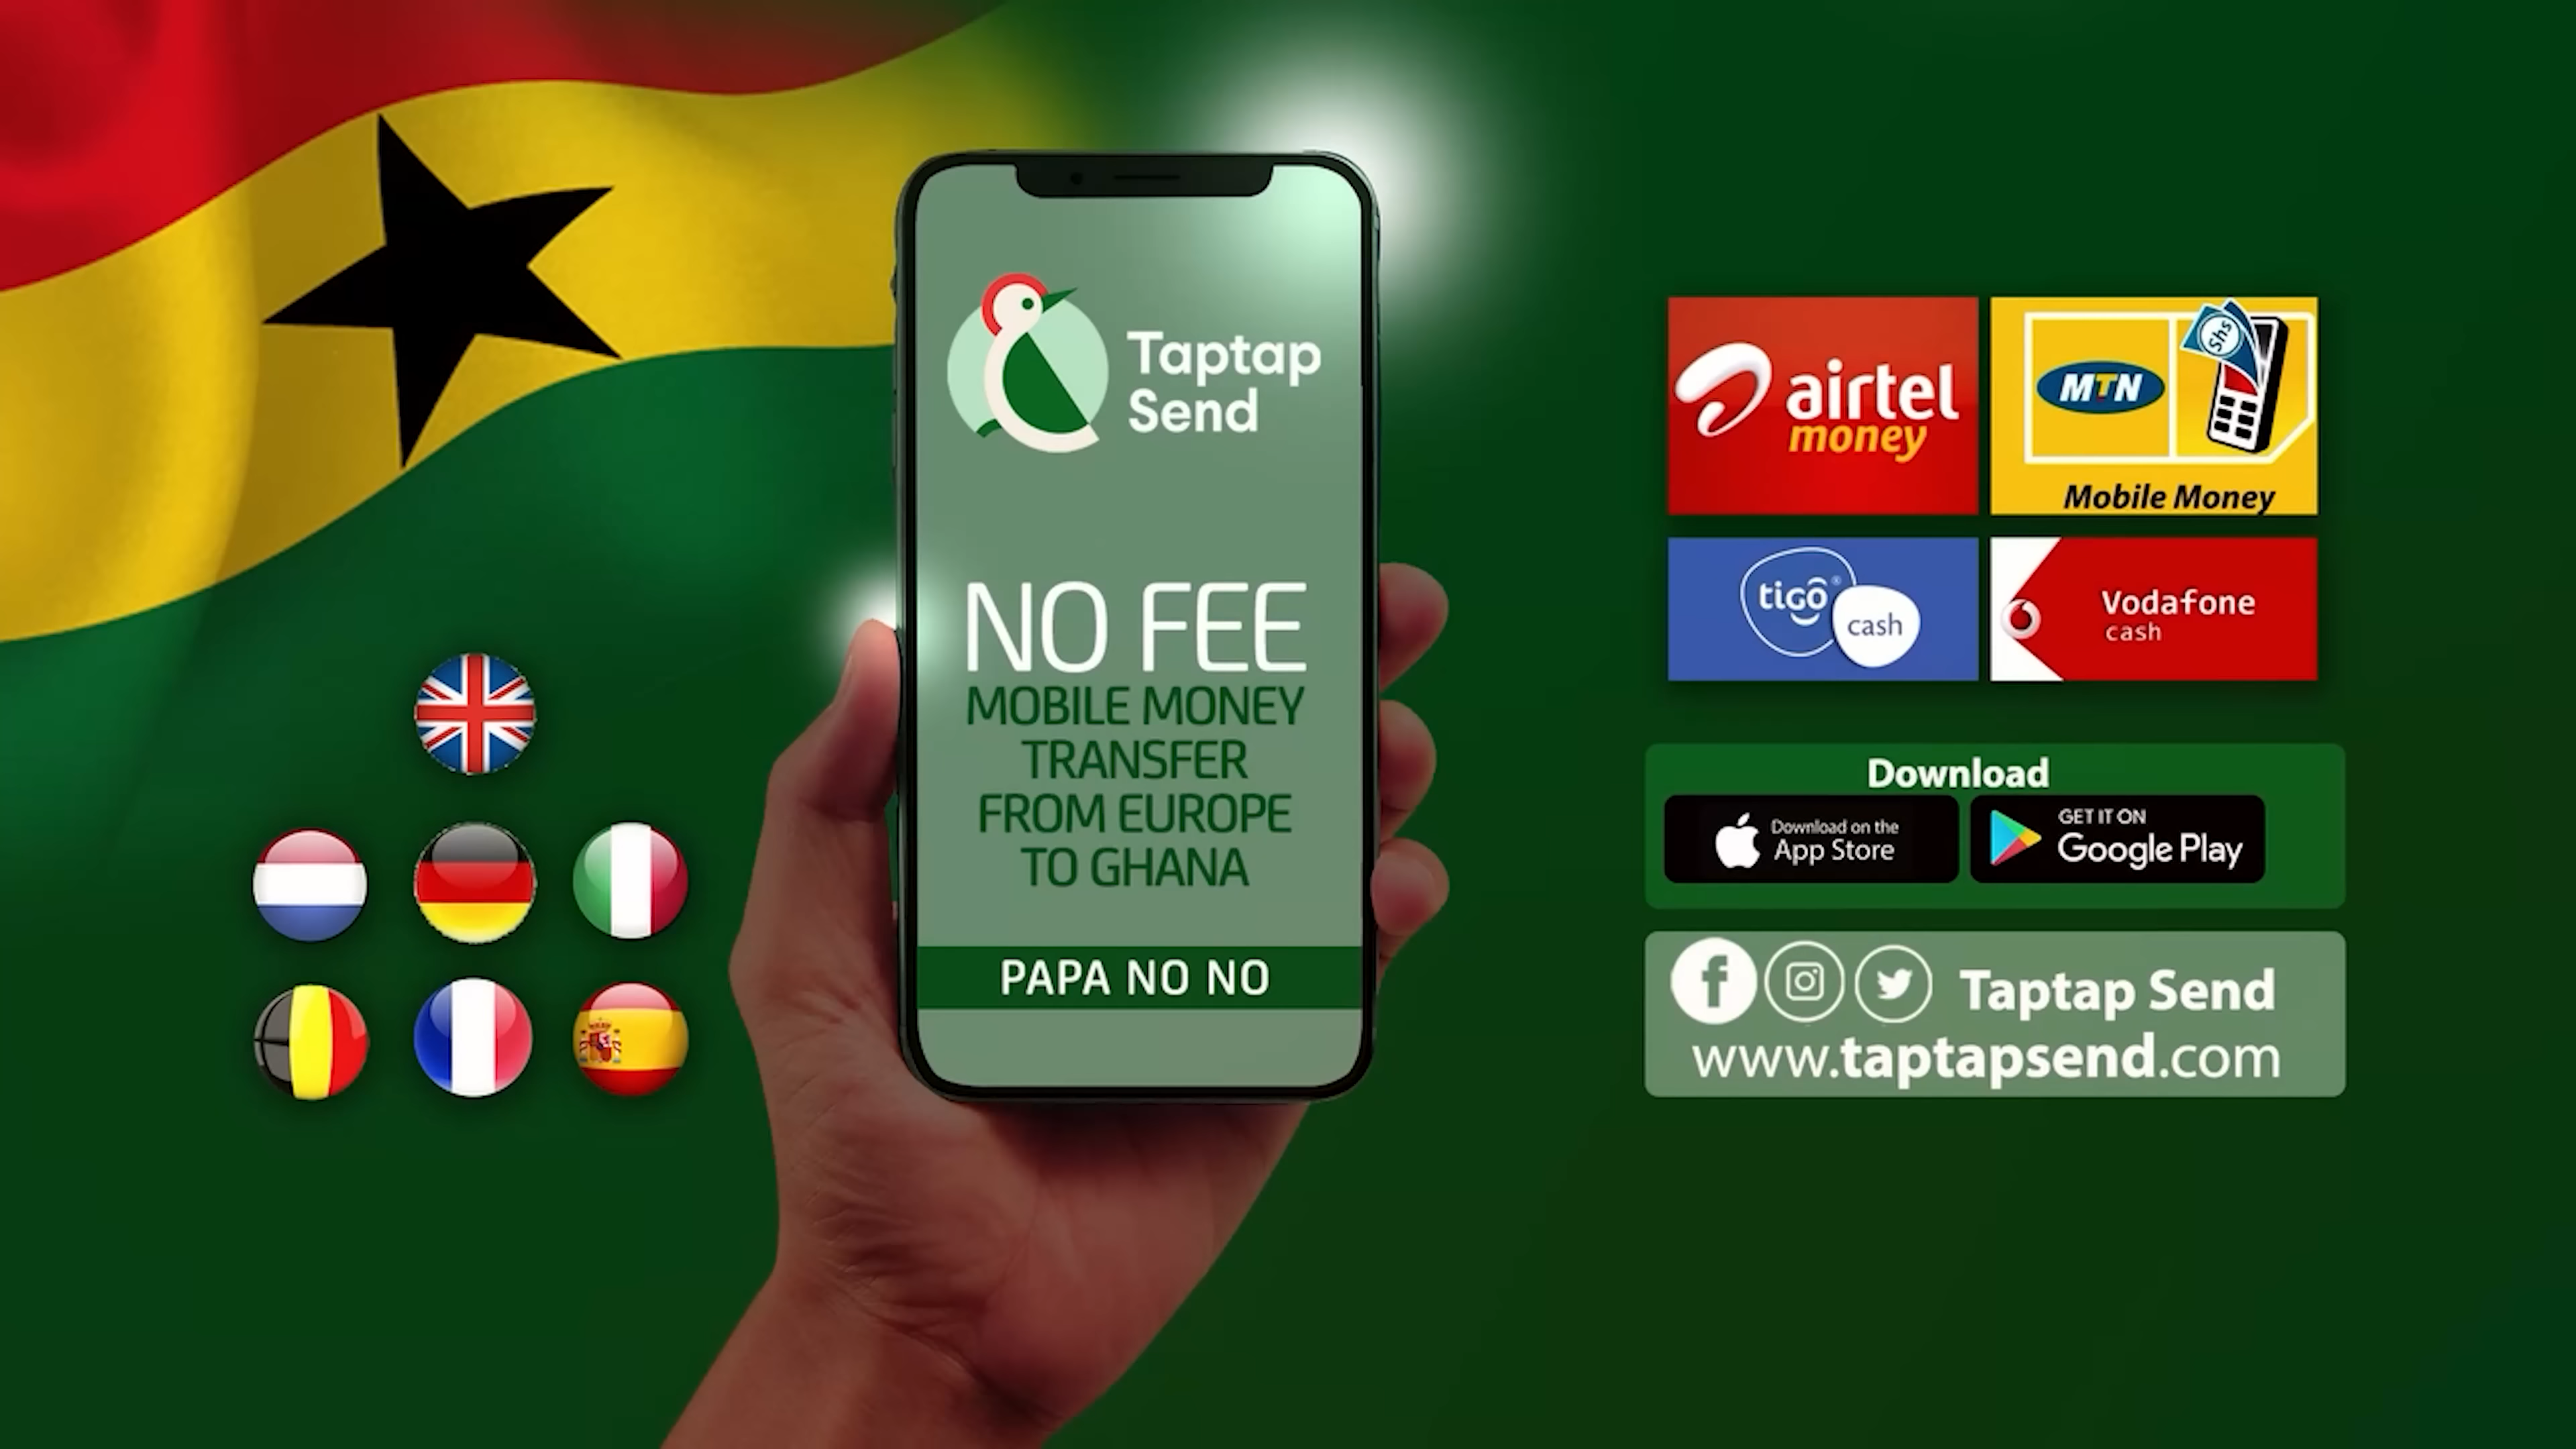 Taptap
Send
NO FEE
MOBILE MONEY
TRANSFER
FROM EUROPE
TO GHANA
PAPA NO NO
airtel
money
MTN
Shs
Mobile Money
tigo®
cash
Vodafone
cash
Download
Download on the
App Store
GET IT ON
Google Play
Taptap Send
www.taptapsend.com